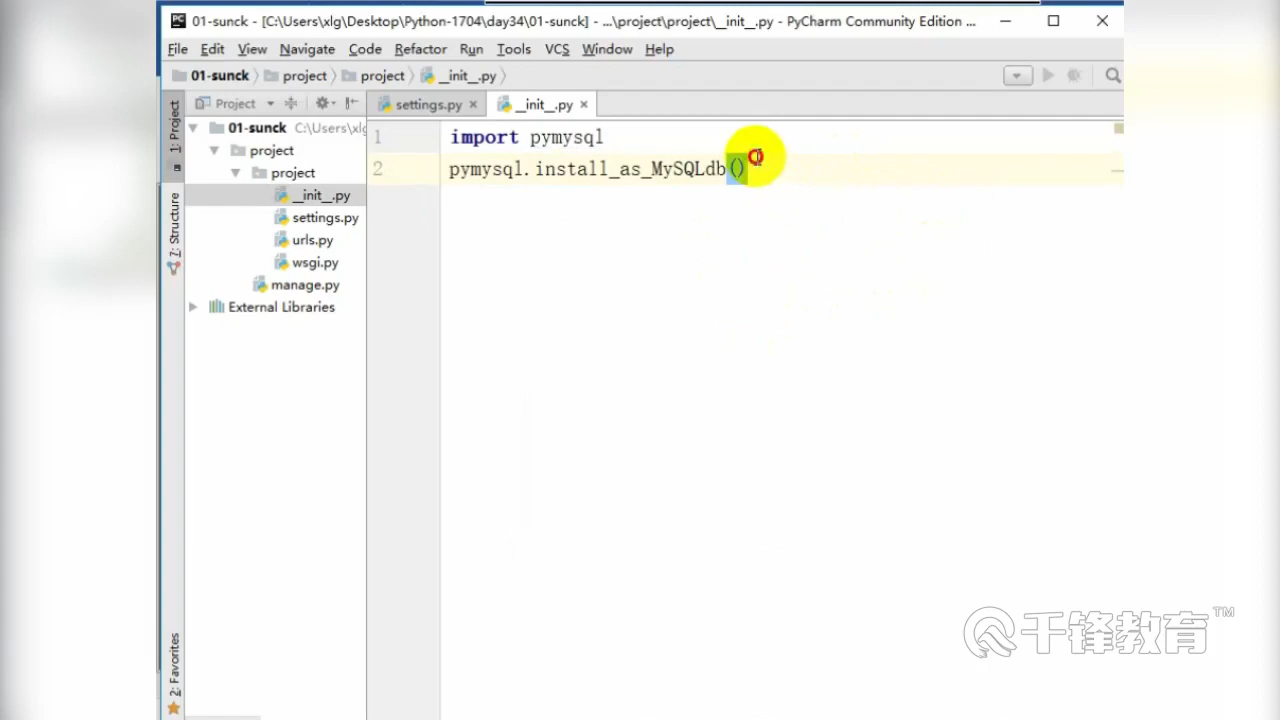 01-sunck - [C:\Users\xlg\Desktop\Python-1704\day34\01-sunck] - ...\project\project\__init__.py - PyCharm Community Edition ...
File Edit View Navigate Code Refactor Run Tools VCS Window Help
01-sunck project project __init__.py
Project
settings.py
__init__.py
1: Project
7: Structure
2: Favorites
01-sunck C:\Users\xlg
project
project
__init__.py
settings.py
urls.py
wsgi.py
manage.py
External Libraries
1 import pymysql
2 pymysql.install_as_MySQLdb()
千锋教育™